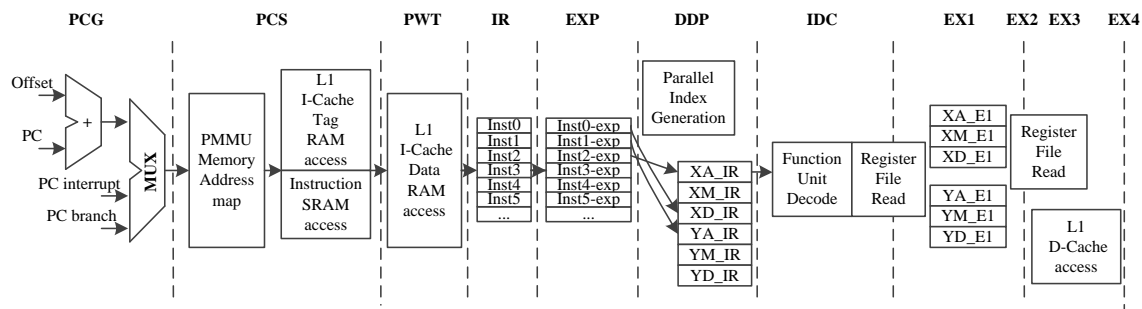 PCG PCS PWT IR EXP DDP IDC EX1 EX2 EX3 EX4
Offset
+
PC
PC interrupt
PC branch
MUX
PMMU
Memory
Address
map
L1
I-Cache
Tag
RAM
access
Instruction
SRAM
access
L1
I-Cache
Data
RAM
access
Inst0
Inst1
Inst2
Inst3
Inst4
Inst5
...
Inst0-exp
Inst1-exp
Inst2-exp
Inst3-exp
Inst4-exp
Inst5-exp
...
Parallel
Index
Generation
XA_IR
XM_IR
XD_IR
YA_IR
YM_IR
YD_IR
Function
Unit
Decode
Register
File
Read
XA_E1
XM_E1
XD_E1
YA_E1
YM_E1
YD_E1
Register
File
Read
L1
D-Cache
access